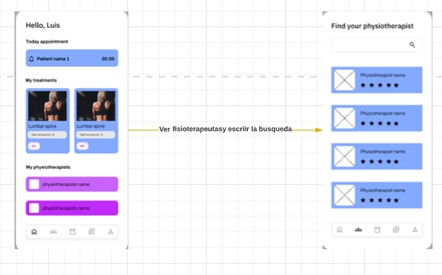 Hello, Luis
Today appointment
Patient name 1 00:00
My treatments
Lumbar spine Lumbar spine
My physiotherapists
physiotherapists name
physiotherapists name
Ver fisioterapeutasy escriir la busqueda
Find your physiotherapist
Physiotherapist name
Physiotherapist name
Physiotherapist name
Physiotherapist name